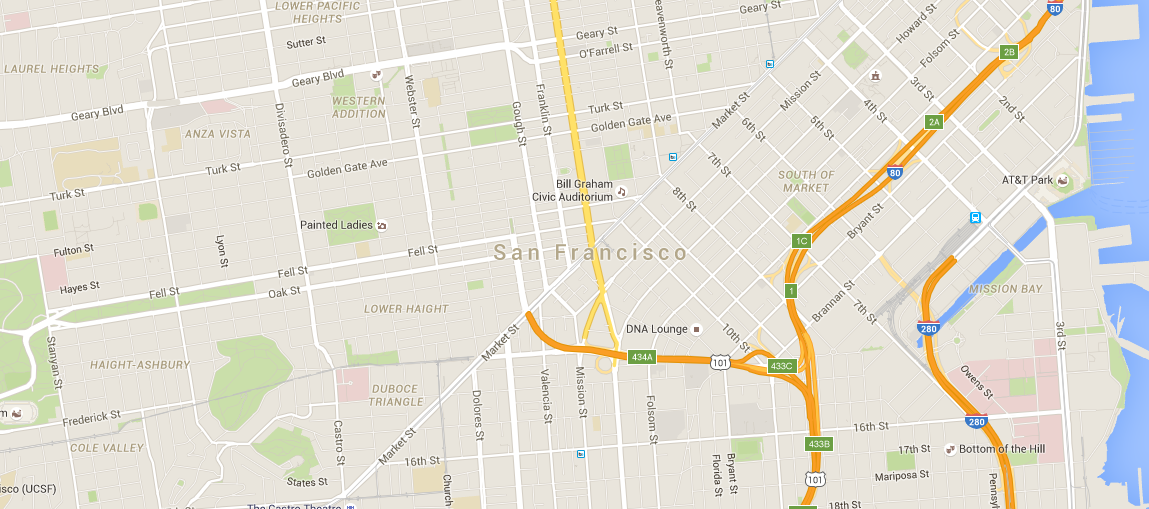 LOWER PACIFIC
HEIGHTS
Geary St
80
Sutter St
Geary St
eavenworth St
Howard St
Folsom St
2B
LAUREL HEIGHTS
O'Farrell St
Geary Blvd
WESTERN
ADDITION
Webster St
Gough St
Franklin St
Market St
Mission St
4th St
3rd St
2nd St
Geary Blvd
Divisadero St
ANZA VISTA
Turk St
Golden Gate Ave
6th St
5th St
2A
Turk St
Golden Gate Ave
7th St
8th St
SOUTH OF
MARKET
80
AT&T Park
Turk St
Bill Graham
Civic Auditorium
Painted Ladies
Bryant St
1C
Fulton St
Lyon St
Fell St
San Francisco
Hayes St
Fell St
Fell St
Oak St
1
MISSION BAY
LOWER HEIGHT
Brannan St
7th St
Market St
DNA Lounge
10th St
280
3rd St
Stanyan St
HAIGHT-ASHBURY
434A
101
433C
DUBOCE
TRIANGLE
Dolores St
Valencia St
Mission St
Folsom St
Owens St
m
Frederick St
Castro St
280
COLE VALLEY
Market St
16th St
433B
16th St
17th St
Bottom of the Hill
isco (UCSF)
States St
Church
Florida St
Bryant St
101
Mariposa St
Pennsyl
The Castro Theatre
18th St